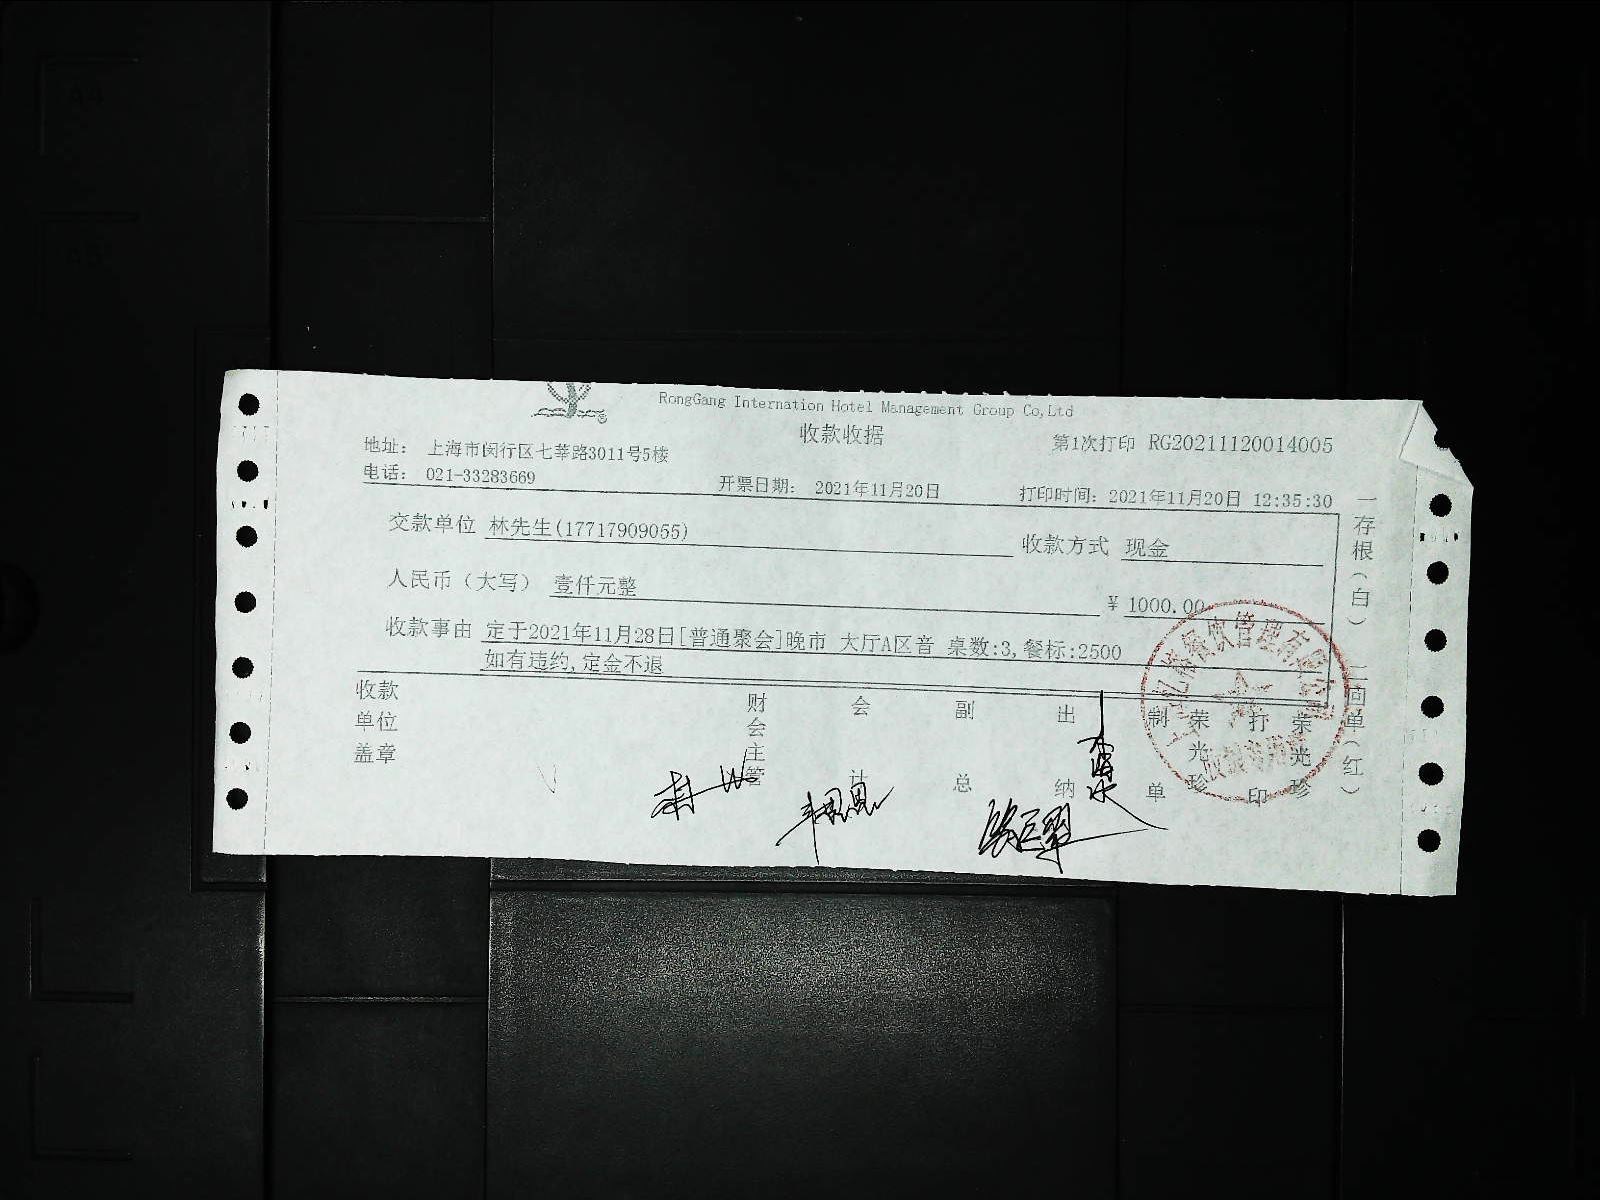 RongGang Internation Hotel Management Group Co,Ltd
收款收据
第1次打印 RG20211120014005
地址： 上海市闵行区七莘路3011号5楼
电话： 021-33283669
开票日期： 2021年11月20日
打印时间：2021年11月20日 12:35:30
交款单位 林先生(17717909055)
收款方式 现金
人民币（大写） 壹仟元整
￥ 1000.00
收款事由 定于2021年11月28日[普通聚会]晚市 大厅A区音 桌数:3,餐标:2500
如有违约,定金不退
收款单位盖章
财会主管
会计
副总
出纳
制单
荣光珍
打印
荣光珍
一存根（白）
二回单（红）
餐饮管理有限公司